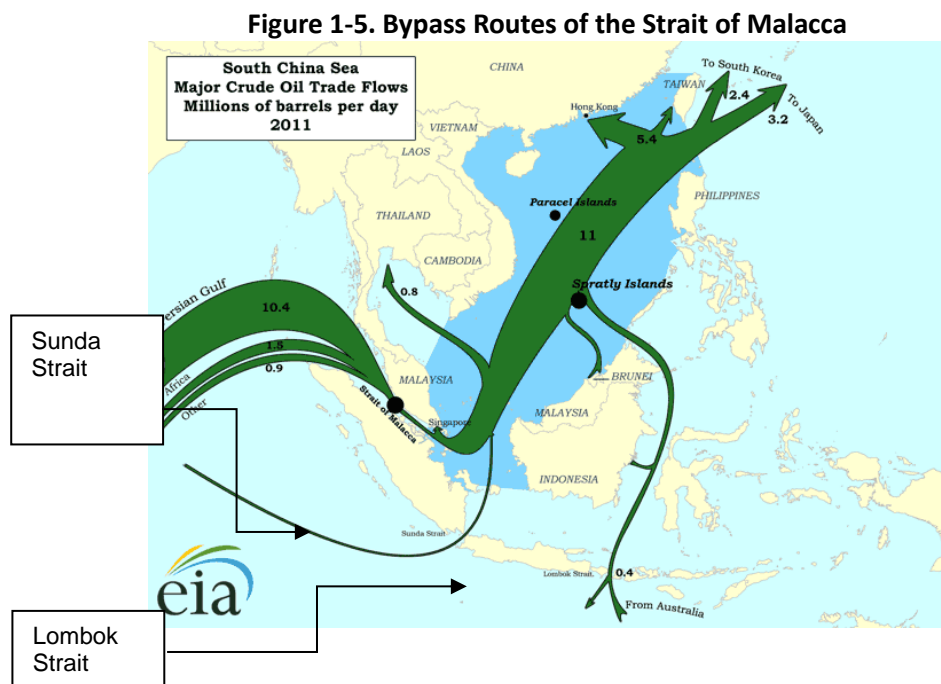 Figure 1-5. Bypass Routes of the Strait of Malacca
South China Sea
Major Crude Oil Trade Flows
Millions of barrels per day
2011
CHINA
TAIWAN
To South Korea
2.4
To Japan
3.2
Hong Kong
5.4
VIETNAM
LAOS
Paracel Islands
PHILIPPINES
THAILAND
11
CAMBODIA
Spratly Islands
0.8
ersian Gulf
10.4
1.5
0.9
Africa
Other
MALAYSIA
Strait of Malacca
Singapore
BRUNEI
MALAYSIA
INDONESIA
Sunda
Strait
Sunda Strait
Lombok Strait
0.4
From Australia
eia
Lombok
Strait